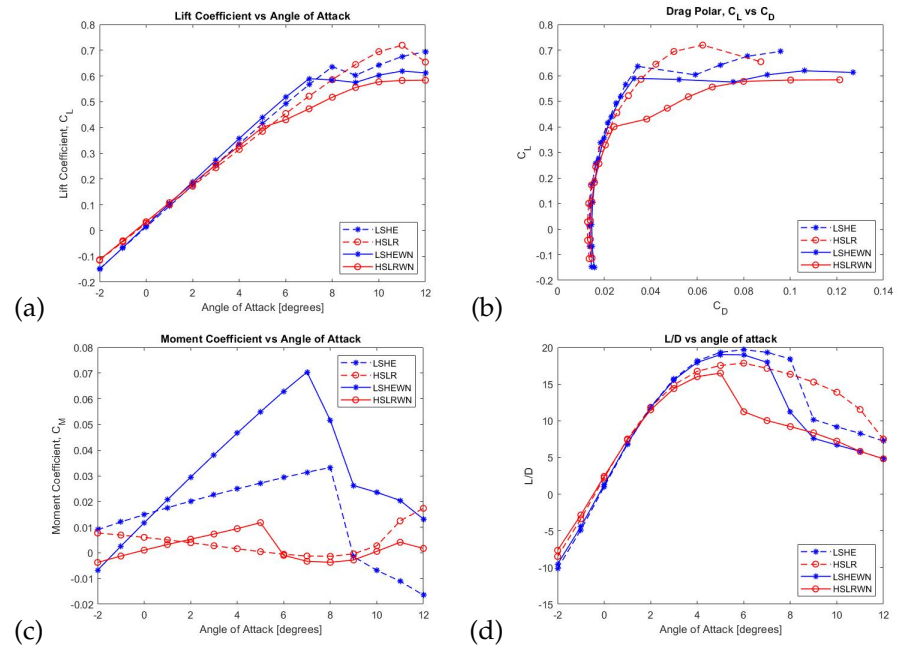 Lift Coefficient vs Angle of Attack
0.8
0.7
0.6
0.5
0.4
0.3
0.2
0.1
0
-0.1
-0.2
Lift Coefficient, C_L
-2 0 2 4 6 8 10 12
Angle of Attack [degrees]
LSHE
HSLR
LSHEWN
HSLRWN
(a)
Drag Polar, C_L vs C_D
0.8
0.7
0.6
0.5
0.4
0.3
0.2
0.1
0
-0.1
-0.2
C_L
0 0.02 0.04 0.06 0.08 0.1 0.12 0.14
C_D
LSHE
HSLR
LSHEWN
HSLRWN
(b)
Moment Coefficient vs Angle of Attack
0.08
0.07
0.06
0.05
0.04
0.03
0.02
0.01
0
-0.01
-0.02
Moment Coefficient, C_M
-2 0 2 4 6 8 10 12
Angle of Attack [degrees]
LSHE
HSLR
LSHEWN
HSLRWN
(c)
L/D vs angle of attack
20
15
10
5
0
-5
-10
-15
L/D
-2 0 2 4 6 8 10 12
Angle of Attack [degrees]
LSHE
HSLR
LSHEWN
HSLRWN
(d)